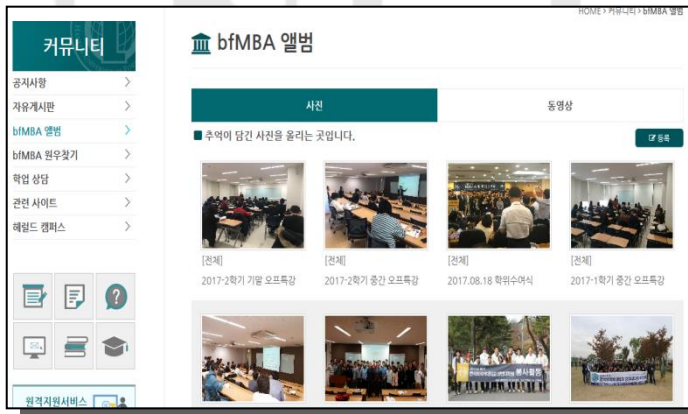 HOME > 커뮤니티 > bfMBA 앨범
커뮤니티
공지사항
자유게시판
bfMBA 앨범
bfMBA 원우찾기
학업 상담
관련 사이트
해럴드 캠퍼스
원격지원서비스
bfMBA 앨범
사진
동영상
추억이 담긴 사진을 올리는 곳입니다.
등록
[전체]
2017-2학기 기말 오프특강
[전체]
2017-2학기 중간 오프특강
[전체]
2017.08.18 학위수여식
[전체]
2017-1학기 중간 오프특강
봉사활동